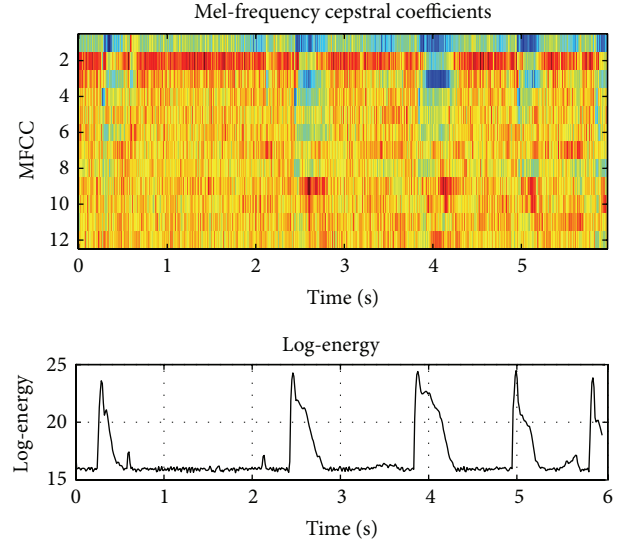 Mel-frequency cepstral coefficients
MFCC
2
4
6
8
10
12
0 1 2 3 4 5
Time (s)
Log-energy
Log-energy
25
20
15
0 1 2 3 4 5 6
Time (s)